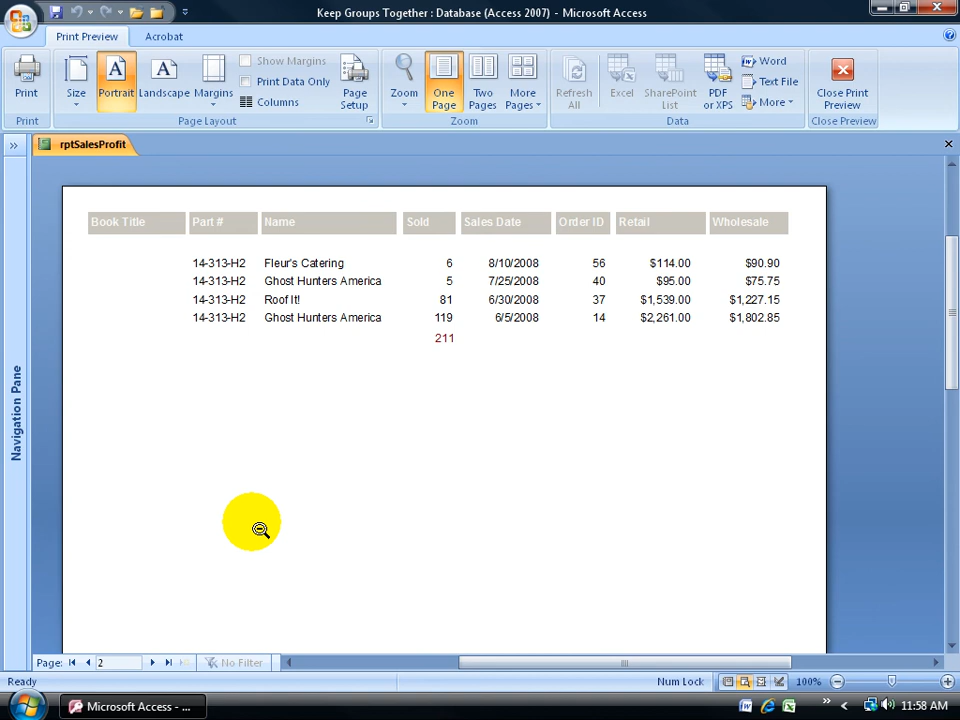 Keep Groups Together : Database (Access 2007) - Microsoft Access
Print Preview Acrobat
Print
Size
Portrait
Landscape
Margins
Show Margins
Print Data Only
Columns
Page Setup
Zoom
One Page
Two Pages
More Pages
Refresh All
Excel
SharePoint List
PDF or XPS
Word
Text File
More
Close Print Preview
Print Page Layout Zoom Data Close Preview
rptSalesProfit
Navigation Pane
Book Title Part # Name Sold Sales Date Order ID Retail Wholesale
14-313-H2 Fleur's Catering 6 8/10/2008 56 $114.00 $90.90
14-313-H2 Ghost Hunters America 5 7/25/2008 40 $95.00 $75.75
14-313-H2 Roof It! 81 6/30/2008 37 $1,539.00 $1,227.15
14-313-H2 Ghost Hunters America 119 6/5/2008 14 $2,261.00 $1,802.85
211
Page: 2 No Filter
Ready Num Lock 100%
Microsoft Access - ... 11:58 AM